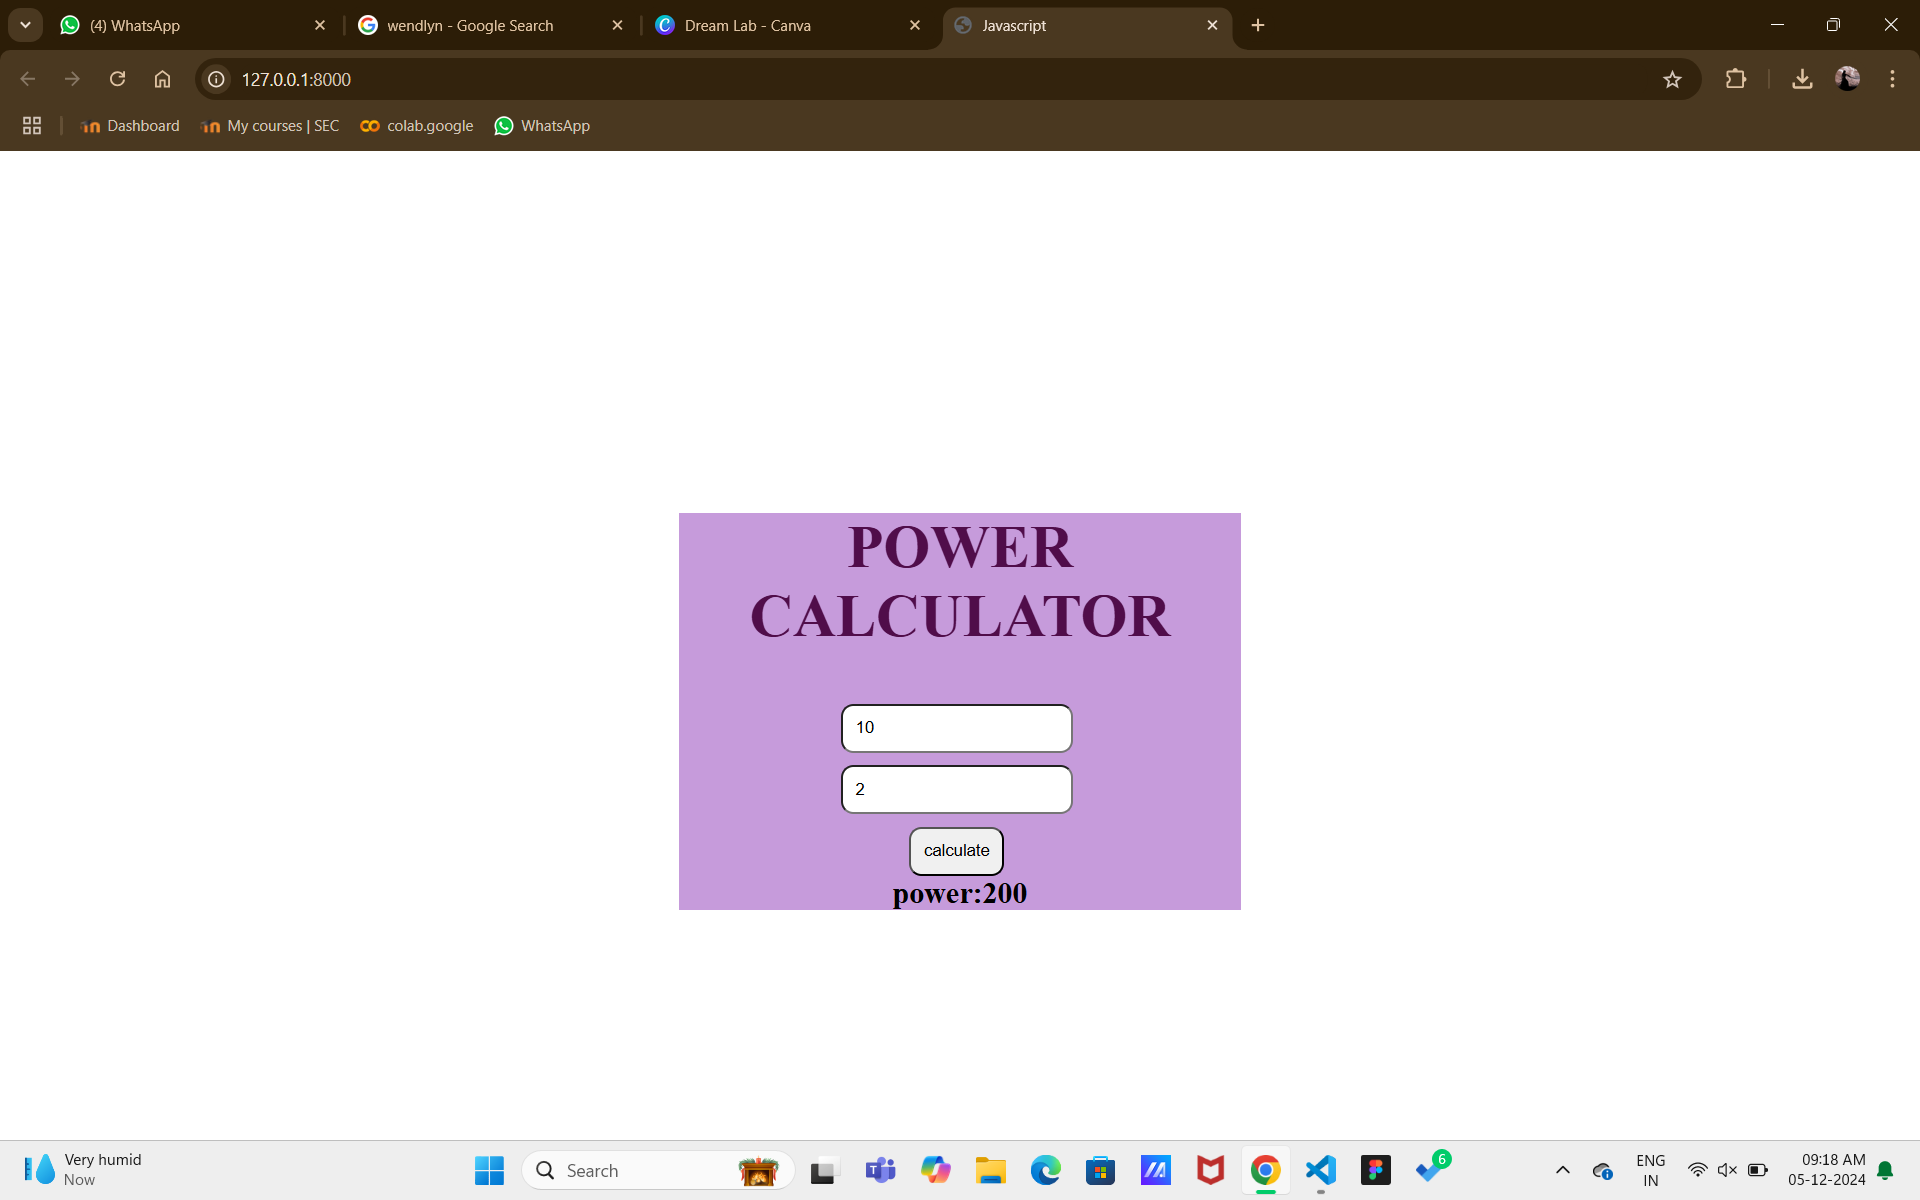 (4) WhatsApp
wendlyn - Google Search
Dream Lab - Canva
Javascript
127.0.0.1:8000
Dashboard
My courses | SEC
colab.google
WhatsApp
POWER
CALCULATOR
10
2
calculate
power:200
Very humid
Now
Search
6
ENG
IN
09:18 AM
05-12-2024